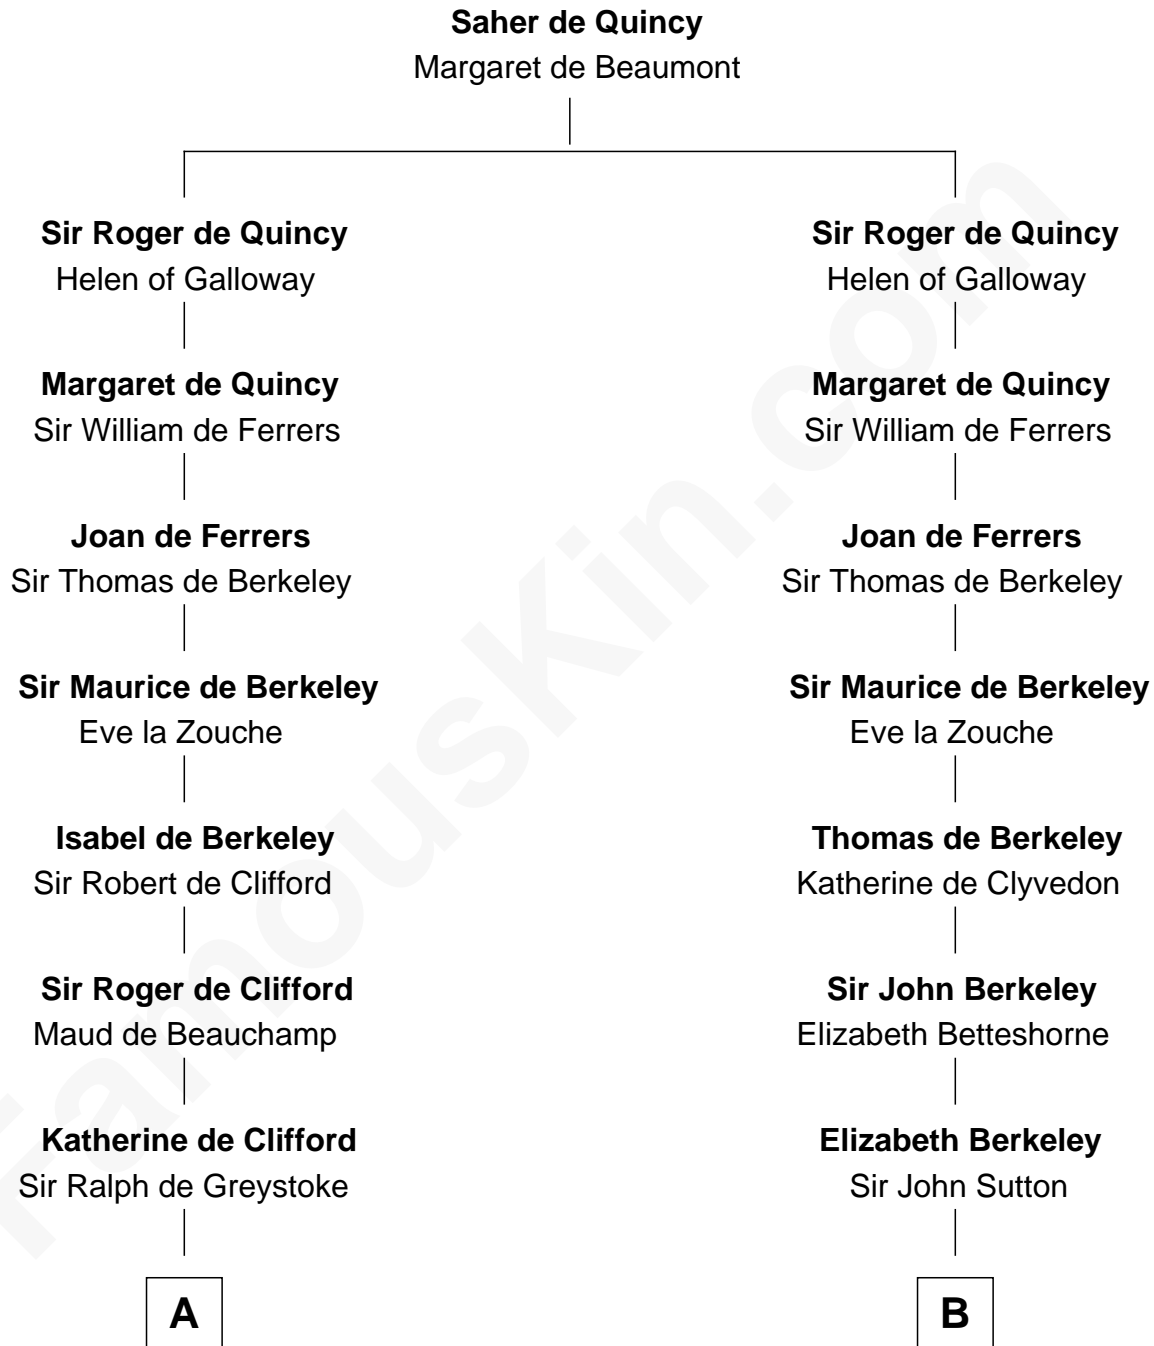 Saher de Quincy
Margaret de Beaumont
Sir Roger de Quincy
Helen of Galloway
Margaret de Quincy
Sir William de Ferrers
Joan de Ferrers
Sir Thomas de Berkeley
Sir Maurice de Berkeley
Eve la Zouche
Isabel de Berkeley
Sir Robert de Clifford
Sir Roger de Clifford
Maud de Beauchamp
Katherine de Clifford
Sir Ralph de Greystoke
A
Sir Roger de Quincy
Helen of Galloway
Margaret de Quincy
Sir William de Ferrers
Joan de Ferrers
Sir Thomas de Berkeley
Sir Maurice de Berkeley
Eve la Zouche
Thomas de Berkeley
Katherine de Clyvedon
Sir John Berkeley
Elizabeth Betteshorne
Elizabeth Berkeley
Sir John Sutton
B
FamousKin.com